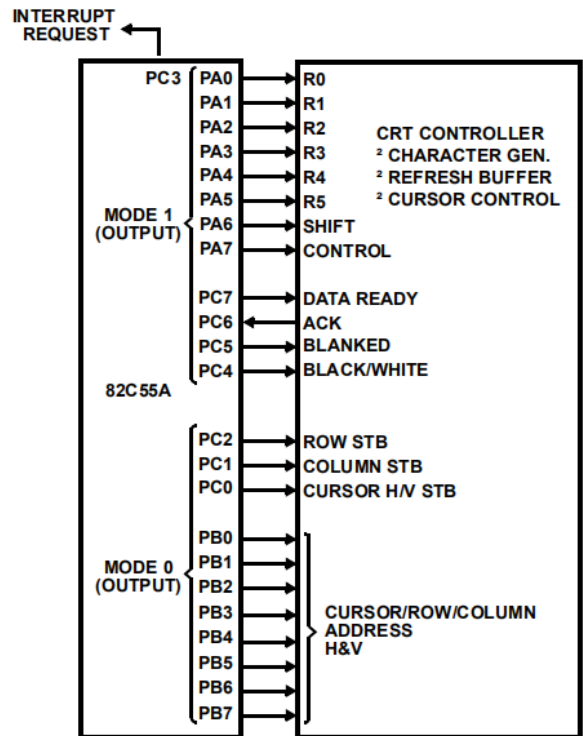 INTERRUPT
REQUEST
PC3 PA0 R0
PA1 R1
PA2 R2
PA3 R3
PA4 R4
PA5 R5
PA6 SHIFT
PA7 CONTROL
CRT CONTROLLER
² CHARACTER GEN.
² REFRESH BUFFER
² CURSOR CONTROL
MODE 1
(OUTPUT)
PC7 DATA READY
PC6 ACK
PC5 BLANKED
PC4 BLACK/WHITE
82C55A
PC2 ROW STB
PC1 COLUMN STB
PC0 CURSOR H/V STB
MODE 0
(OUTPUT)
PB0
PB1
PB2
PB3
PB4
PB5
PB6
PB7
CURSOR/ROW/COLUMN
ADDRESS
H&V